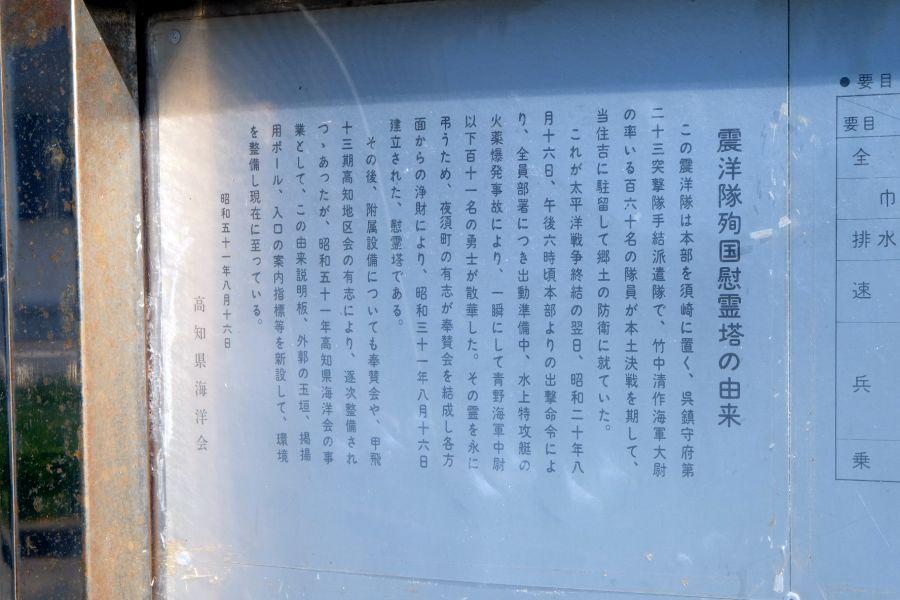 震洋隊殉国慰霊塔の由来
この震洋隊は本部を須崎に置く、呉鎮守府第
二十三突撃隊手結派遣隊で、竹中清作海軍大尉
の率いる百六十名の隊員が本土決戦を期して、
当住吉に駐留して郷土の防衛に就ていた。
これが太平洋戦争終結の翌日、昭和二十年八
月十六日、午後六時頃本部よりの出撃命令によ
り、全員部署につき出動準備中、水上特攻艇の
火薬爆発事故により、一瞬にして青野海軍中尉
以下百十一名の勇士が散華した。その霊を永に
弔うため、夜須町の有志が奉賛会を結成し各方
面からの浄財により、昭和三十一年八月十六日
建立された、慰霊塔である。
その後、附属設備についても奉賛会や、甲飛
十三期高知地区会の有志により、逐次整備され
つゝあったが、昭和五十一年高知県海洋会の事
業として、この由来説明板、外郭の玉垣、掲揚
用ポール、入口の案内指標等を新設して、環境
を整備し現在に至っている。
昭和五十一年八月十六日
高知県海洋会
●要目
要目
全
巾
排水
速
兵
乗